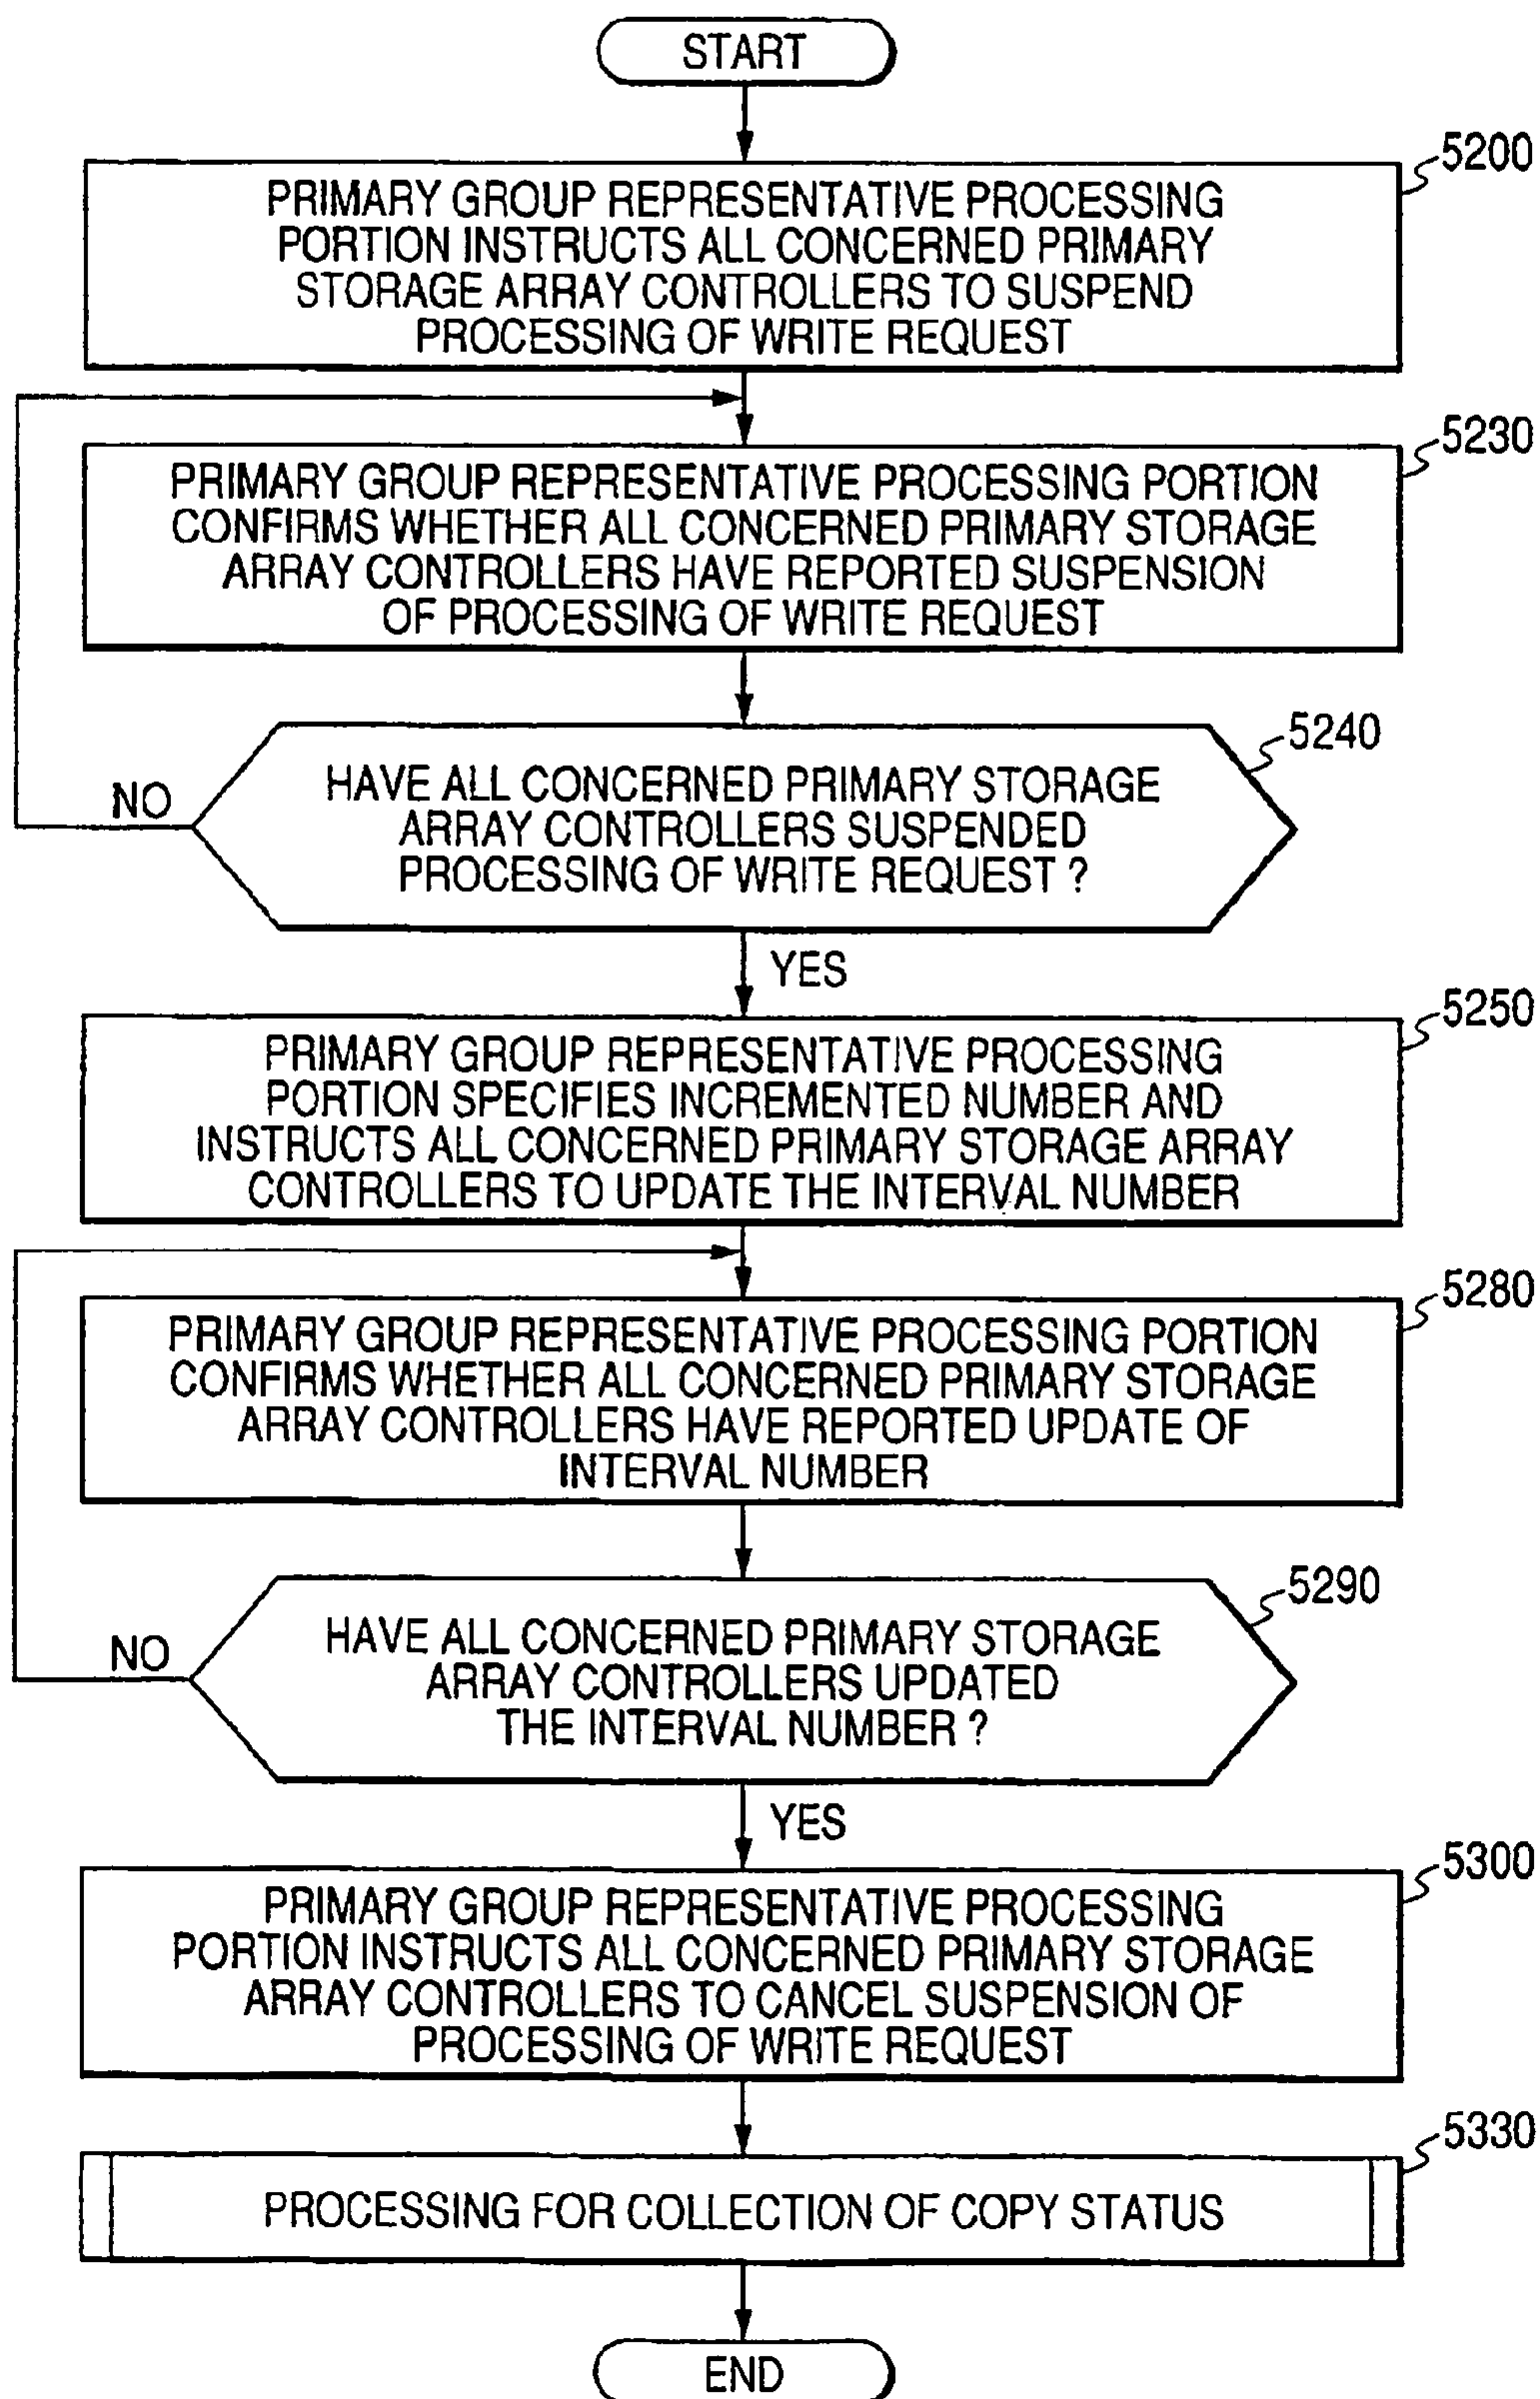 START
5200
PRIMARY GROUP REPRESENTATIVE PROCESSING
PORTION INSTRUCTS ALL CONCERNED PRIMARY
STORAGE ARRAY CONTROLLERS TO SUSPEND
PROCESSING OF WRITE REQUEST
5230
PRIMARY GROUP REPRESENTATIVE PROCESSING PORTION
CONFIRMS WHETHER ALL CONCERNED PRIMARY STORAGE
ARRAY CONTROLLERS HAVE REPORTED SUSPENSION
OF PROCESSING OF WRITE REQUEST
5240
HAVE ALL CONCERNED PRIMARY STORAGE
ARRAY CONTROLLERS SUSPENDED
PROCESSING OF WRITE REQUEST ?
NO
YES
5250
PRIMARY GROUP REPRESENTATIVE PROCESSING
PORTION SPECIFIES INCREMENTED NUMBER AND
INSTRUCTS ALL CONCERNED PRIMARY STORAGE ARRAY
CONTROLLERS TO UPDATE THE INTERVAL NUMBER
5280
PRIMARY GROUP REPRESENTATIVE PROCESSING PORTION
CONFIRMS WHETHER ALL CONCERNED PRIMARY STORAGE
ARRAY CONTROLLERS HAVE REPORTED UPDATE OF
INTERVAL NUMBER
5290
HAVE ALL CONCERNED PRIMARY STORAGE
ARRAY CONTROLLERS UPDATED
THE INTERVAL NUMBER ?
NO
YES
5300
PRIMARY GROUP REPRESENTATIVE PROCESSING
PORTION INSTRUCTS ALL CONCERNED PRIMARY STORAGE
ARRAY CONTROLLERS TO CANCEL SUSPENSION OF
PROCESSING OF WRITE REQUEST
5330
PROCESSING FOR COLLECTION OF COPY STATUS
END